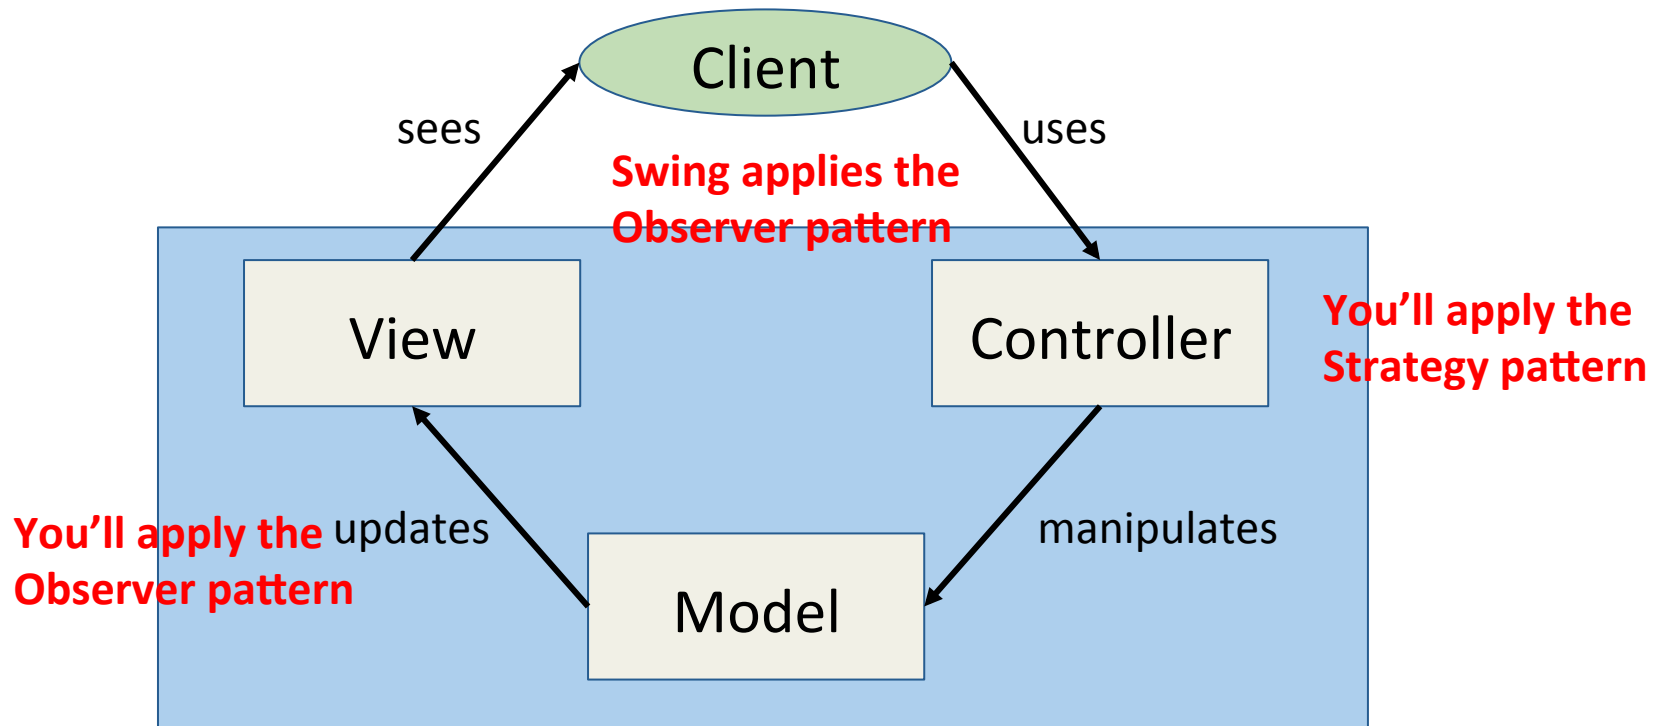 Client
sees
uses
Swing applies the
Observer pattern
View
Controller
You’ll apply the
Strategy pattern
You’ll apply the
Observer pattern
updates
manipulates
Model